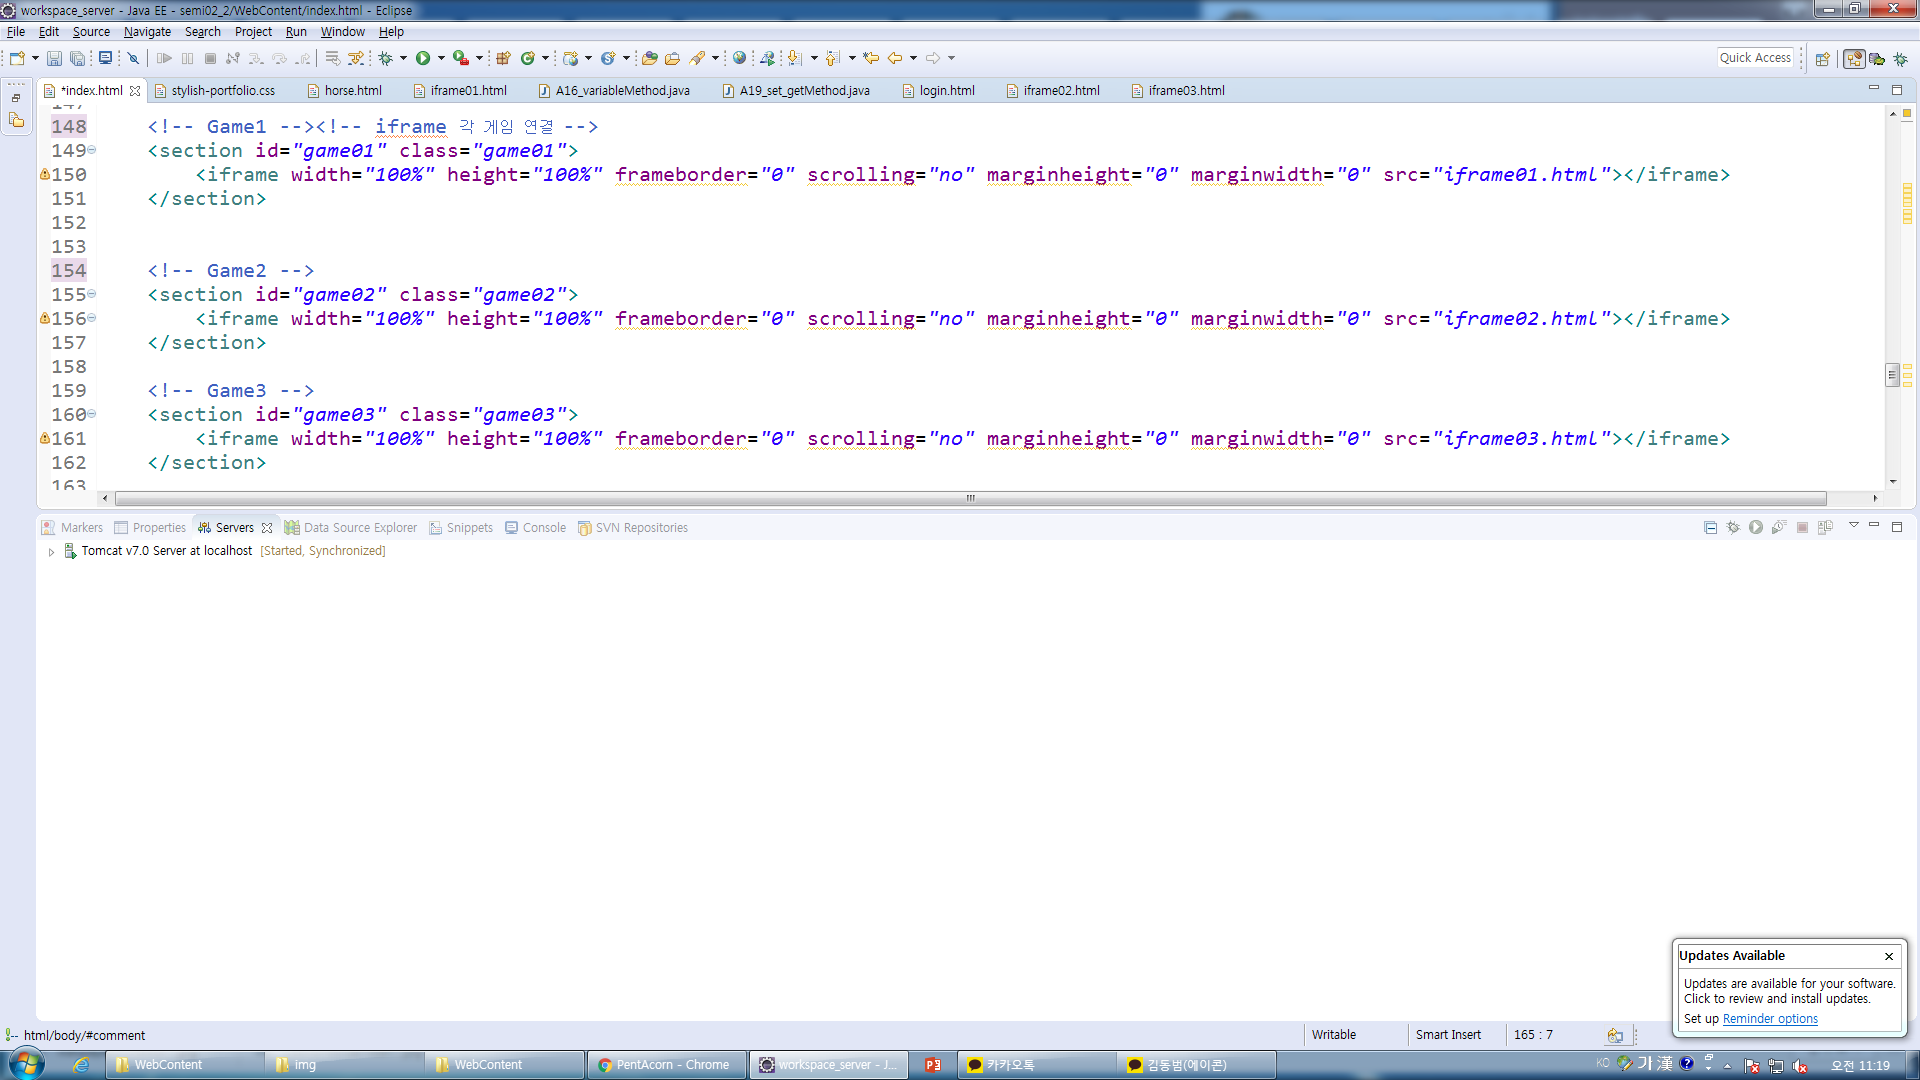 workspace_server - Java EE - semi02_2/WebContent/index.html - Eclipse
File Edit Source Navigate Search Project Run Window Help
Quick Access
*index.html stylish-portfolio.css horse.html iframe01.html A16_variableMethod.java A19_set_getMethod.java login.html iframe02.html iframe03.html
147
148 <!-- Game1 --><!-- iframe 각 게임 연결 -->
149 <section id="game01" class="game01">
150 <iframe width="100%" height="100%" frameborder="0" scrolling="no" marginheight="0" marginwidth="0" src="iframe01.html"></iframe>
151 </section>
152
153
154 <!-- Game2 -->
155 <section id="game02" class="game02">
156 <iframe width="100%" height="100%" frameborder="0" scrolling="no" marginheight="0" marginwidth="0" src="iframe02.html"></iframe>
157 </section>
158
159 <!-- Game3 -->
160 <section id="game03" class="game03">
161 <iframe width="100%" height="100%" frameborder="0" scrolling="no" marginheight="0" marginwidth="0" src="iframe03.html"></iframe>
162 </section>
163
Markers Properties Servers Data Source Explorer Snippets Console SVN Repositories
Tomcat v7.0 Server at localhost [Started, Synchronized]
Updates Available
Updates are available for your software.
Click to review and install updates.
Set up Reminder options
html/body/#comment Writable Smart Insert 165 : 7
WebContent img WebContent PentAcorn - Chrome workspace_server - J... 카카오톡 김동범(에이콘) KO 가 漢 오전 11:19